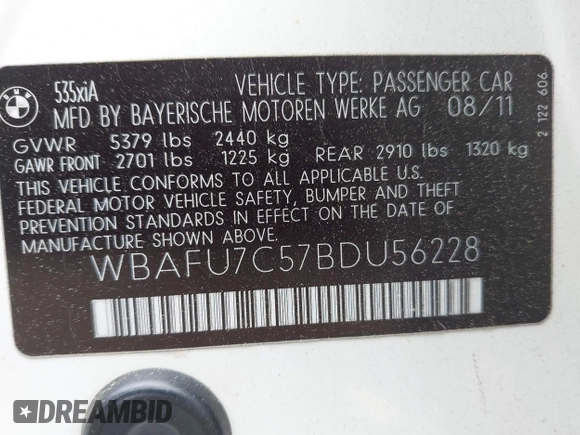 BMW
535xiA
VEHICLE TYPE: PASSENGER CAR
MFD BY BAYERISCHE MOTOREN WERKE AG 08/11
GVWR 5379 lbs 2440 kg
GAWR FRONT 2701 lbs 1225 kg REAR 2910 lbs 1320 kg
THIS VEHICLE CONFORMS TO ALL APPLICABLE U.S.
FEDERAL MOTOR VEHICLE SAFETY, BUMPER AND THEFT
PREVENTION STANDARDS IN EFFECT ON THE DATE OF
MANUFACTURE SHOWN ABOVE.
WBAFU7C57BDU56228
2 122 606
DREAMBID